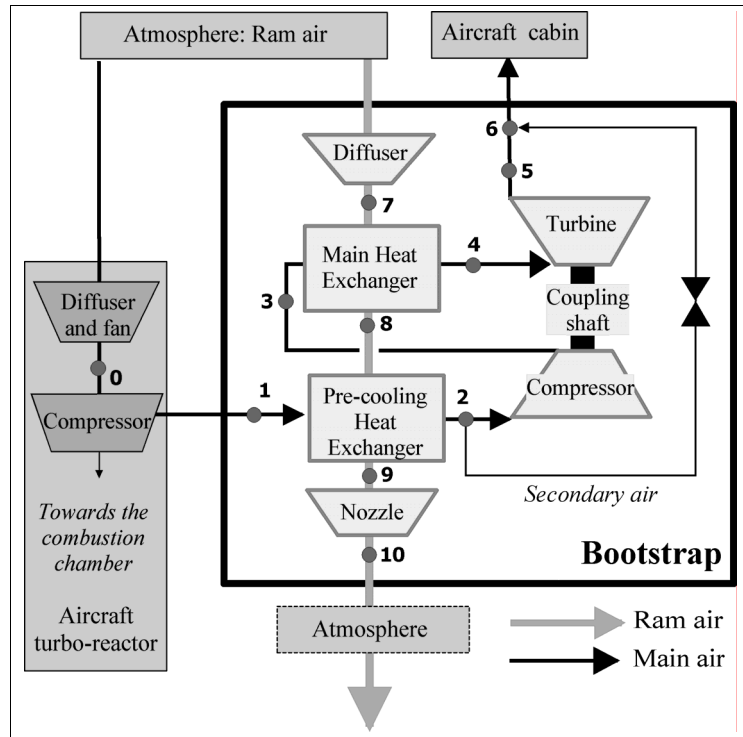 Atmosphere: Ram air
Aircraft cabin
6
5
Diffuser
7
Turbine
4
Main Heat
Exchanger
3
Coupling
shaft
8
Diffuser
and fan
0
Compressor
1
Pre-cooling
Heat
Exchanger
2
Compressor
9
Secondary air
Nozzle
10
Towards the
combustion
chamber
Bootstrap
Aircraft
turbo-reactor
Atmosphere
Ram air
Main air